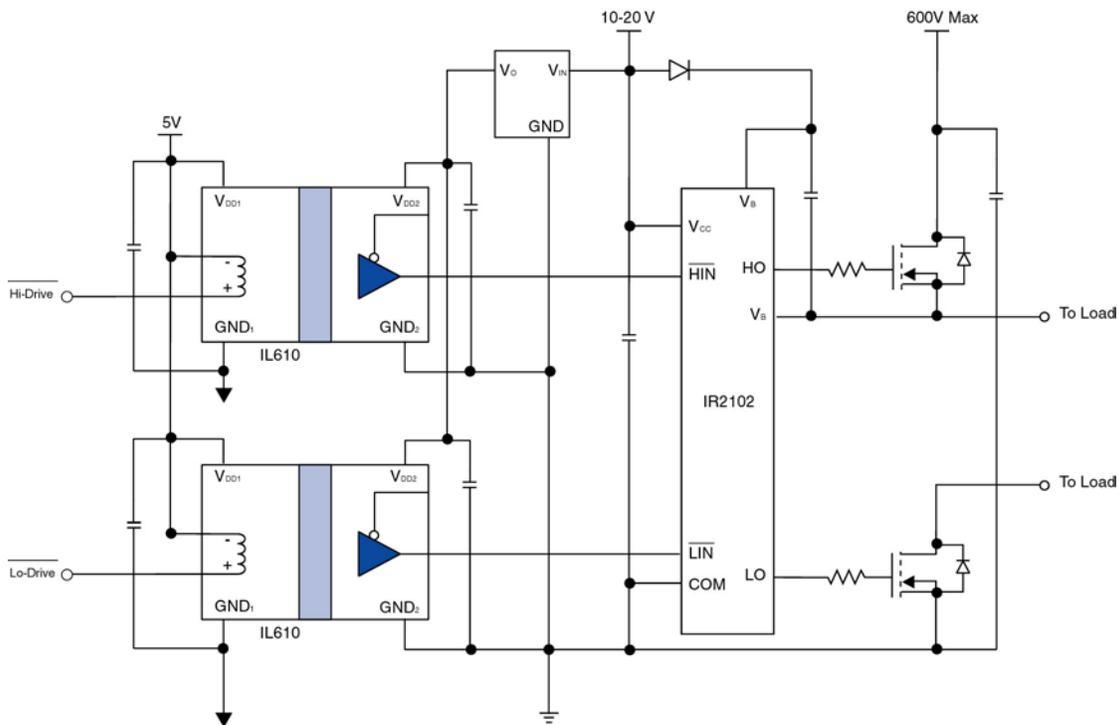 10-20 V
600V Max
VO
VIN
GND
5V
VDD1
VDD2
-
+
GND1
GND2
IL610
Hi-Drive
VB
VCC
HIN
HO
VB
To Load
IR2102
VDD1
VDD2
-
+
GND1
GND2
IL610
Lo-Drive
LIN
COM
LO
To Load